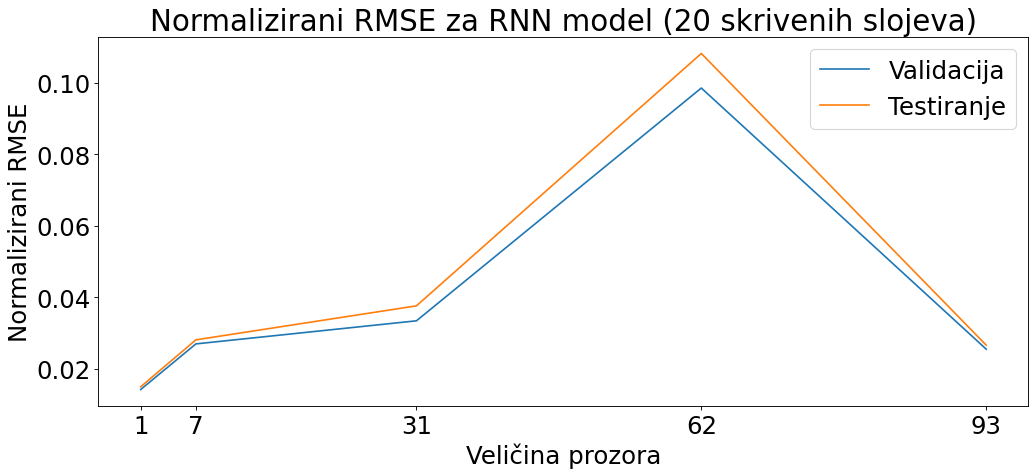 Normalizirani RMSE za RNN model (20 skrivenih slojeva)
Normalizirani RMSE
0.10
0.08
0.06
0.04
0.02
Validacija
Testiranje
1 7 31 62 93
Veličina prozora